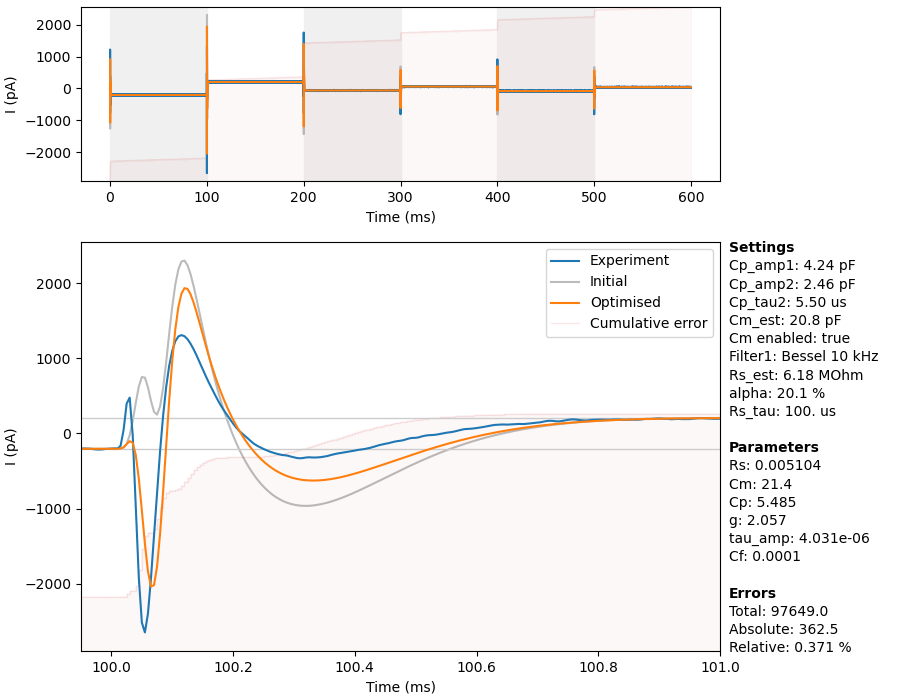 2000
1000
0
−1000
−2000
I (pA)
0 100 200 300 400 500 600
Time (ms)
2000
1000
0
−1000
−2000
I (pA)
100.0 100.2 100.4 100.6 100.8 101.0
Time (ms)
Experiment
Initial
Optimised
Cumulative error
Settings
Cp_amp1: 4.24 pF
Cp_amp2: 2.46 pF
Cp_tau2: 5.50 us
Cm_est: 20.8 pF
Cm enabled: true
Filter1: Bessel 10 kHz
Rs_est: 6.18 MOhm
alpha: 20.1 %
Rs_tau: 100. us
Parameters
Rs: 0.005104
Cm: 21.4
Cp: 5.485
g: 2.057
tau_amp: 4.031e-06
Cf: 0.0001
Errors
Total: 97649.0
Absolute: 362.5
Relative: 0.371 %